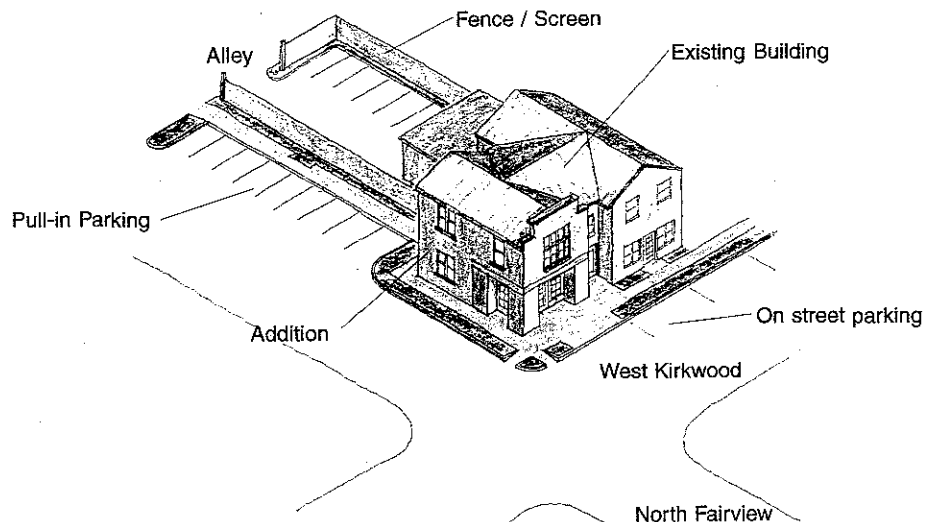 Fence / Screen
Alley
Existing Building
Pull-in Parking
Addition
On street parking
West Kirkwood
North Fairview